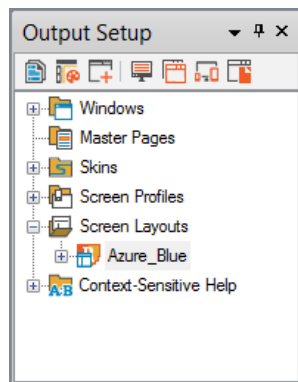 Output Setup
Windows
Master Pages
Skins
Screen Profiles
Screen Layouts
Azure_Blue
A:B Context-Sensitive Help